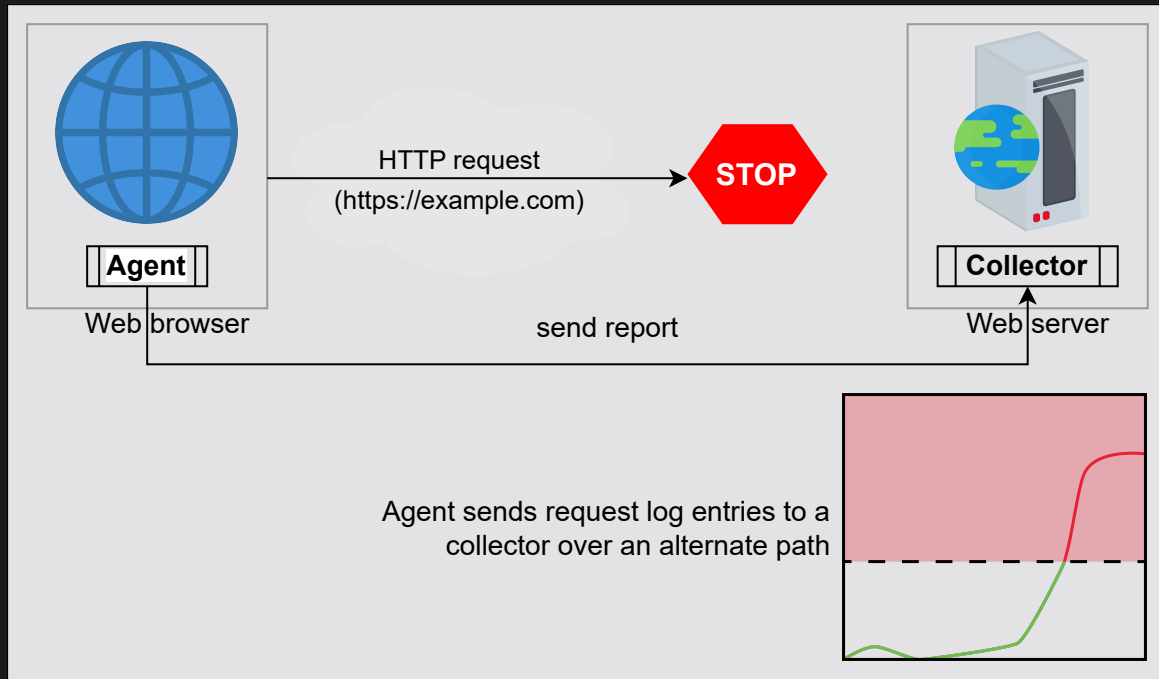 HTTP request
(https://example.com)
STOP
Agent
Collector
Web browser
Web server
send report
Agent sends request log entries to a
collector over an alternate path